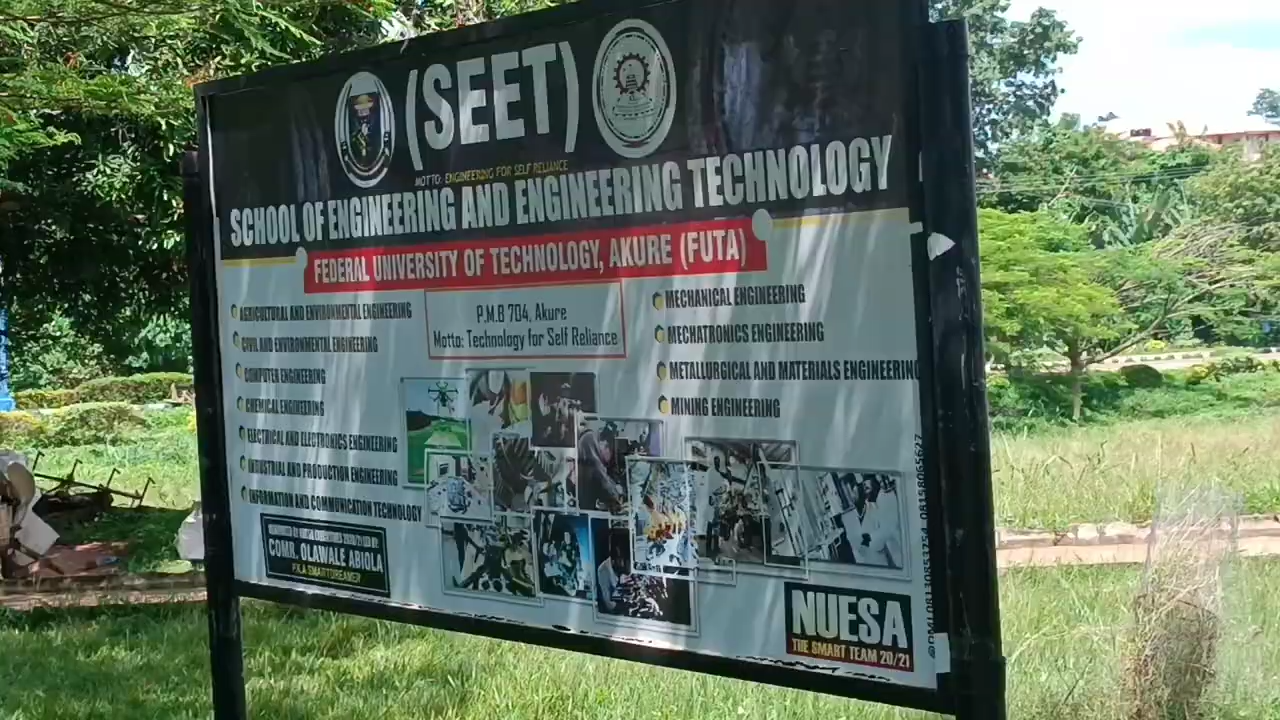 (SEET)
MOTTO: ENGINEERING FOR SELF RELIANCE
SCHOOL OF ENGINEERING AND ENGINEERING TECHNOLOGY
FEDERAL UNIVERSITY OF TECHNOLOGY, AKURE (FUTA)
P.M.B 704, Akure
Motto: Technology for Self Reliance
AGRICULTURAL AND ENVIRONMENTAL ENGINEERING
CIVIL AND ENVIRONMENTAL ENGINEERING
COMPUTER ENGINEERING
CHEMICAL ENGINEERING
ELECTRICAL AND ELECTRONICS ENGINEERING
INDUSTRIAL AND PRODUCTION ENGINEERING
INFORMATION AND COMMUNICATION TECHNOLOGY
MECHANICAL ENGINEERING
MECHATRONICS ENGINEERING
METALLURGICAL AND MATERIALS ENGINEERING
MINING ENGINEERING
COMR. OLAWALE ABIOLA
F.K.A SMARTDREAMER
NUESA
THE SMART TEAM 20/21